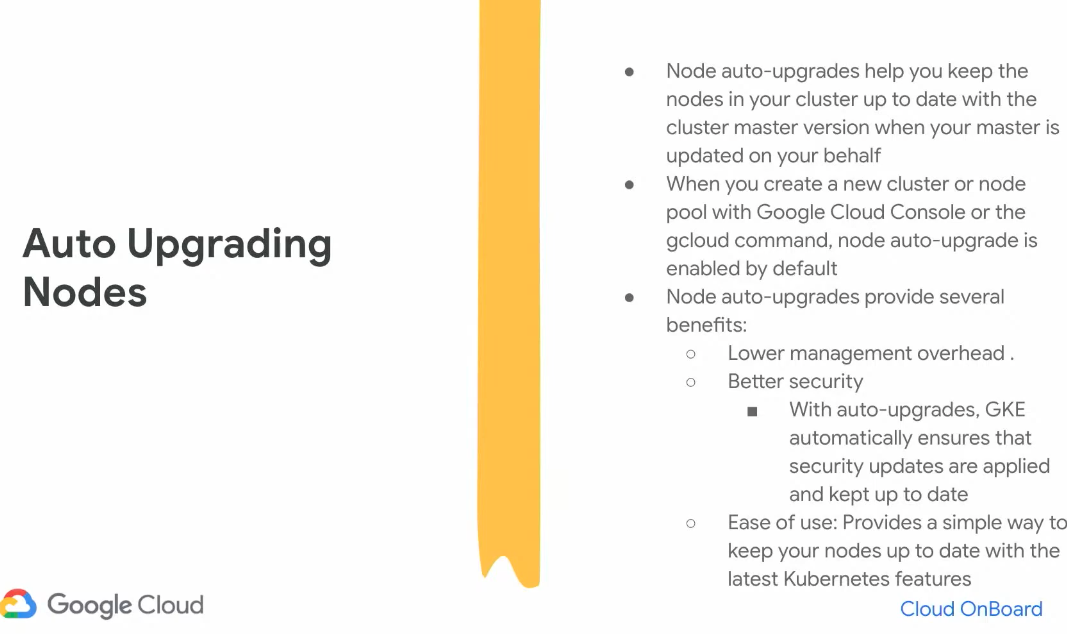 Auto Upgrading
Nodes
● Node auto-upgrades help you keep the
nodes in your cluster up to date with the
cluster master version when your master is
updated on your behalf
● When you create a new cluster or node
pool with Google Cloud Console or the
gcloud command, node auto-upgrade is
enabled by default
● Node auto-upgrades provide several
benefits:
○ Lower management overhead .
○ Better security
■ With auto-upgrades, GKE
automatically ensures that
security updates are applied
and kept up to date
○ Ease of use: Provides a simple way to
keep your nodes up to date with the
latest Kubernetes features
Google Cloud
Cloud OnBoard